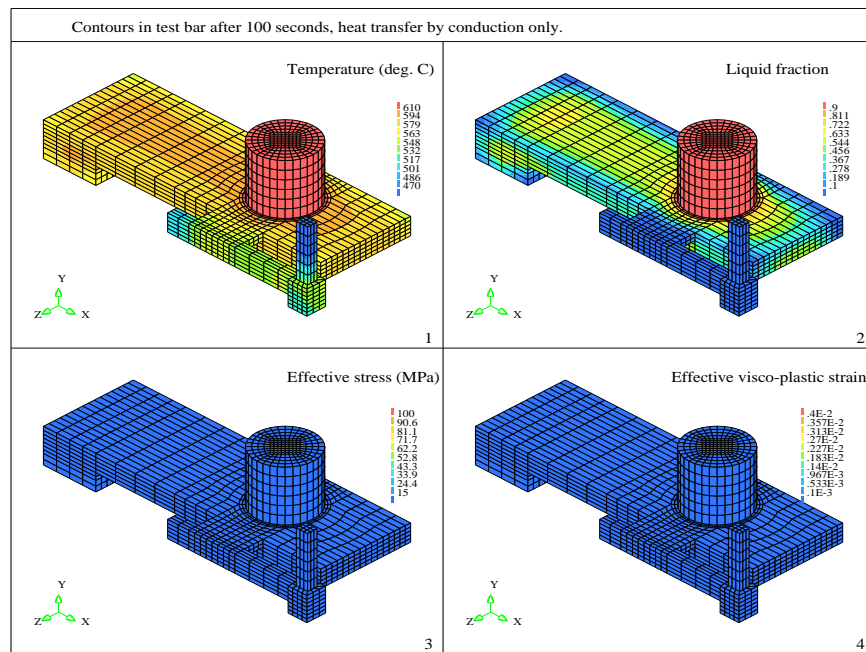 Contours in test bar after 100 seconds, heat transfer by conduction only.
Temperature (deg. C)
610
594
579
563
548
532
517
501
486
470
Y
Z
X
1
Liquid fraction
.9
.811
.722
.633
.544
.456
.367
.278
.189
.1
Y
Z
X
2
Effective stress (MPa)
100
90.6
81.1
71.7
62.2
52.8
43.3
33.9
24.4
15
Y
Z
X
3
Effective visco-plastic strain
.4E-2
.357E-2
.313E-2
.27E-2
.227E-2
.183E-2
.14E-2
.967E-3
.533E-3
.1E-3
Y
Z
X
4